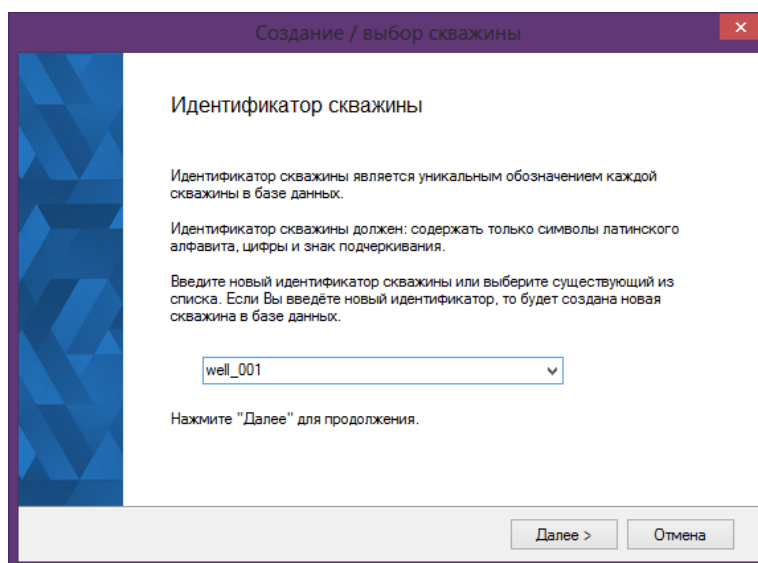 Создание / выбор скважины
Идентификатор скважины
Идентификатор скважины является уникальным обозначением каждой
скважины в базе данных.
Идентификатор скважины должен: содержать только символы латинского
алфавита, цифры и знак подчеркивания.
Введите новый идентификатор скважины или выберите существующий из
списка. Если Вы введёте новый идентификатор, то будет создана новая
скважина в базе данных.
well_001
Нажмите "Далее" для продолжения.
Далее >
Отмена